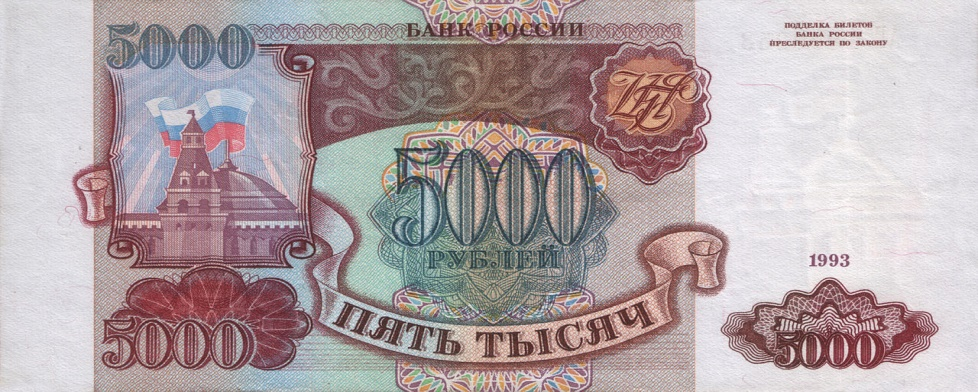 5000
БАНК РОССИИ
ПОДДЕЛКА БИЛЕТОВ
БАНКА РОССИИ
ПРЕСЛЕДУЕТСЯ ПО ЗАКОНУ
5000
РУБЛЕЙ
1993
5000
ПЯТЬ ТЫСЯЧ
5000